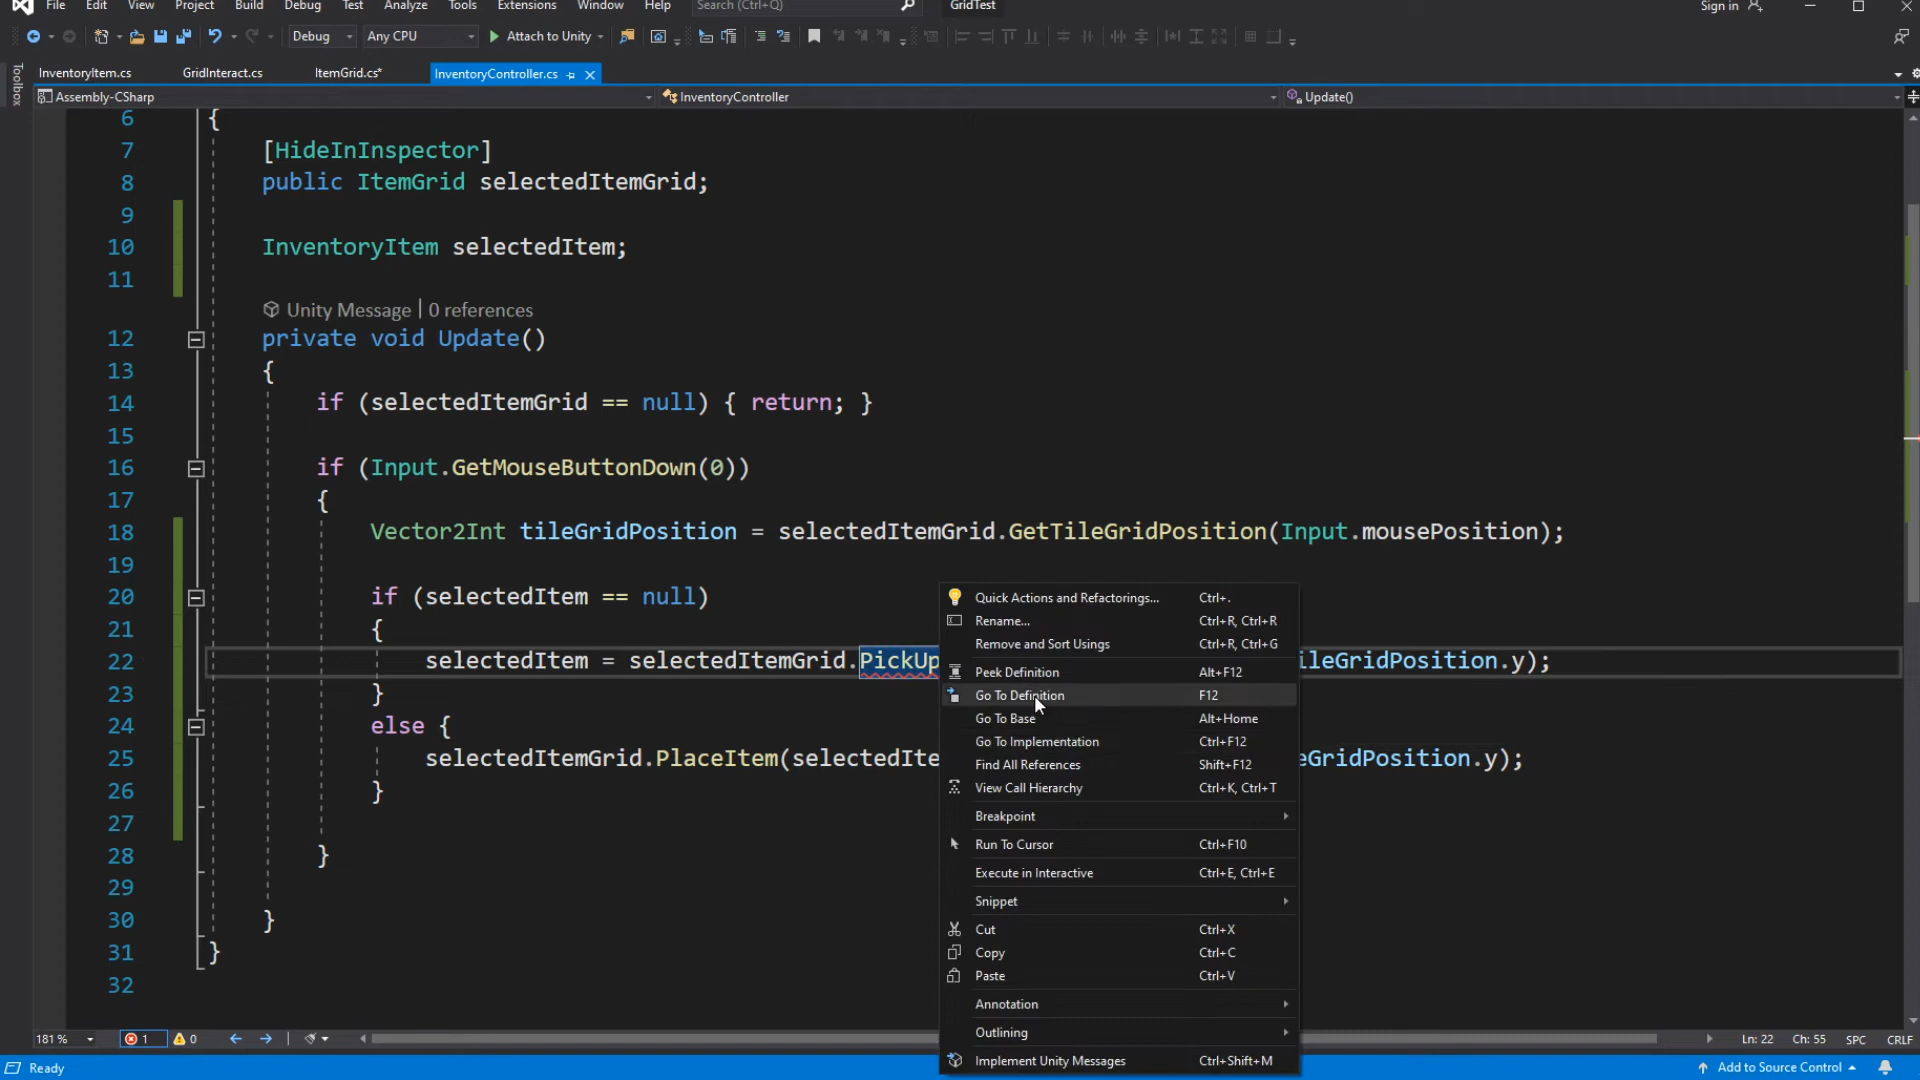 File Edit View Project Build Debug Test Analyze Tools Extensions Window Help Search (Ctrl+Q) GridTest Sign in
Debug Any CPU Attach to Unity
Toolbox
InventoryItem.cs GridInteract.cs ItemGrid.cs* InventoryController.cs
Assembly-CSharp InventoryController Update()
6 {
7 [HideInInspector]
8 public ItemGrid selectedItemGrid;
9
10 InventoryItem selectedItem;
11
Unity Message | 0 references
12 private void Update()
13 {
14 if (selectedItemGrid == null) { return; }
15
16 if (Input.GetMouseButtonDown(0))
17 {
18 Vector2Int tileGridPosition = selectedItemGrid.GetTileGridPosition(Input.mousePosition);
19
20 if (selectedItem == null)
21 {
22 selectedItem = selectedItemGrid.PickUp ileGridPosition.y);
23 }
24 else {
25 selectedItemGrid.PlaceItem(selectedIte eGridPosition.y);
26 }
27
28 }
29
30 }
31 }
32
Quick Actions and Refactorings... Ctrl+.
Rename... Ctrl+R, Ctrl+R
Remove and Sort Usings Ctrl+R, Ctrl+G
Peek Definition Alt+F12
Go To Definition F12
Go To Base Alt+Home
Go To Implementation Ctrl+F12
Find All References Shift+F12
View Call Hierarchy Ctrl+K, Ctrl+T
Breakpoint
Run To Cursor Ctrl+F10
Execute in Interactive Ctrl+E, Ctrl+E
Snippet
Cut Ctrl+X
Copy Ctrl+C
Paste Ctrl+V
Annotation
Outlining
Implement Unity Messages Ctrl+Shift+M
181 % 1 0 Ln: 22 Ch: 55 SPC CRLF
Ready Add to Source Control